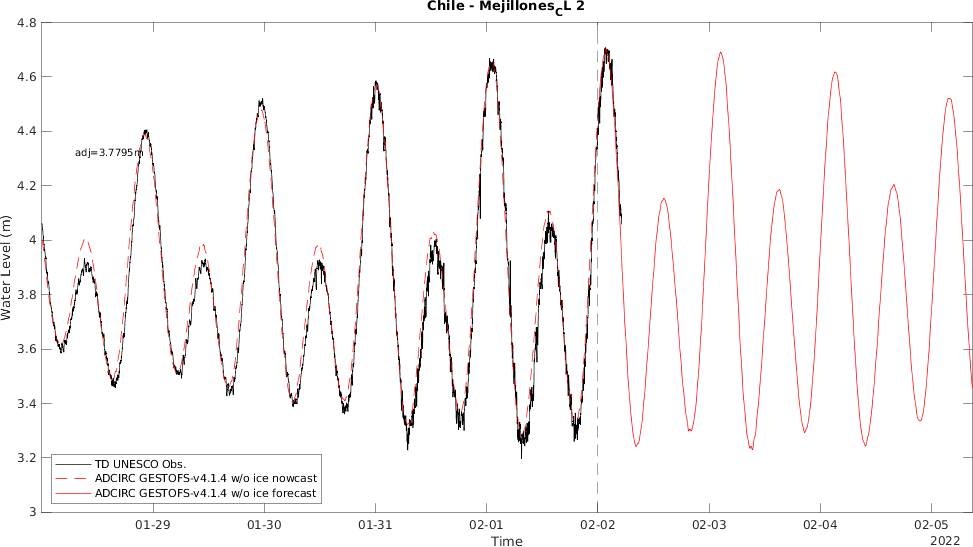 Chile - Mejillones_CL 2
4.8
4.6
4.4
4.2
4
3.8
3.6
3.4
3.2
3
Water Level (m)
adj=3.7795m
TD UNESCO Obs.
ADCIRC GESTOFS-v4.1.4 w/o ice nowcast
ADCIRC GESTOFS-v4.1.4 w/o ice forecast
01-29 01-30 01-31 02-01 02-02 02-03 02-04 02-05
Time
2022